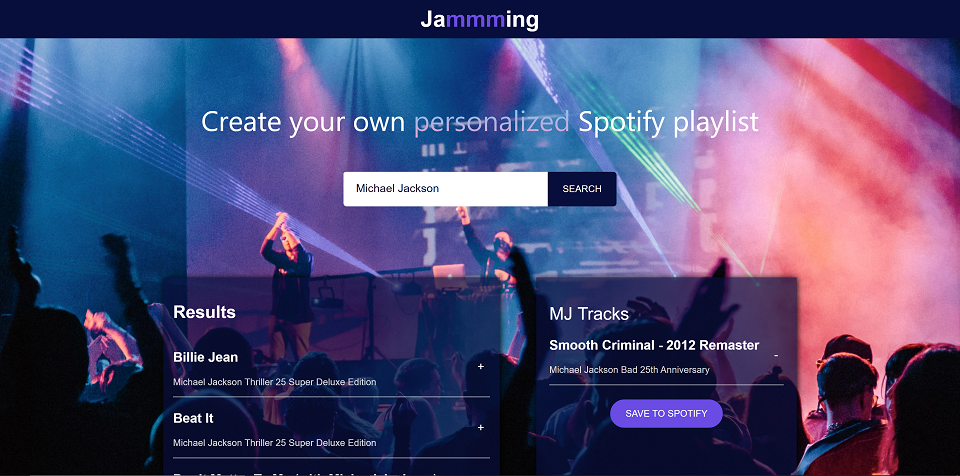 Jammming
Create your own personalized Spotify playlist
Michael Jackson
SEARCH
Results
Billie Jean
+
Michael Jackson Thriller 25 Super Deluxe Edition
Beat It
+
Michael Jackson Thriller 25 Super Deluxe Edition
MJ Tracks
Smooth Criminal - 2012 Remaster
-
Michael Jackson Bad 25th Anniversary
SAVE TO SPOTIFY